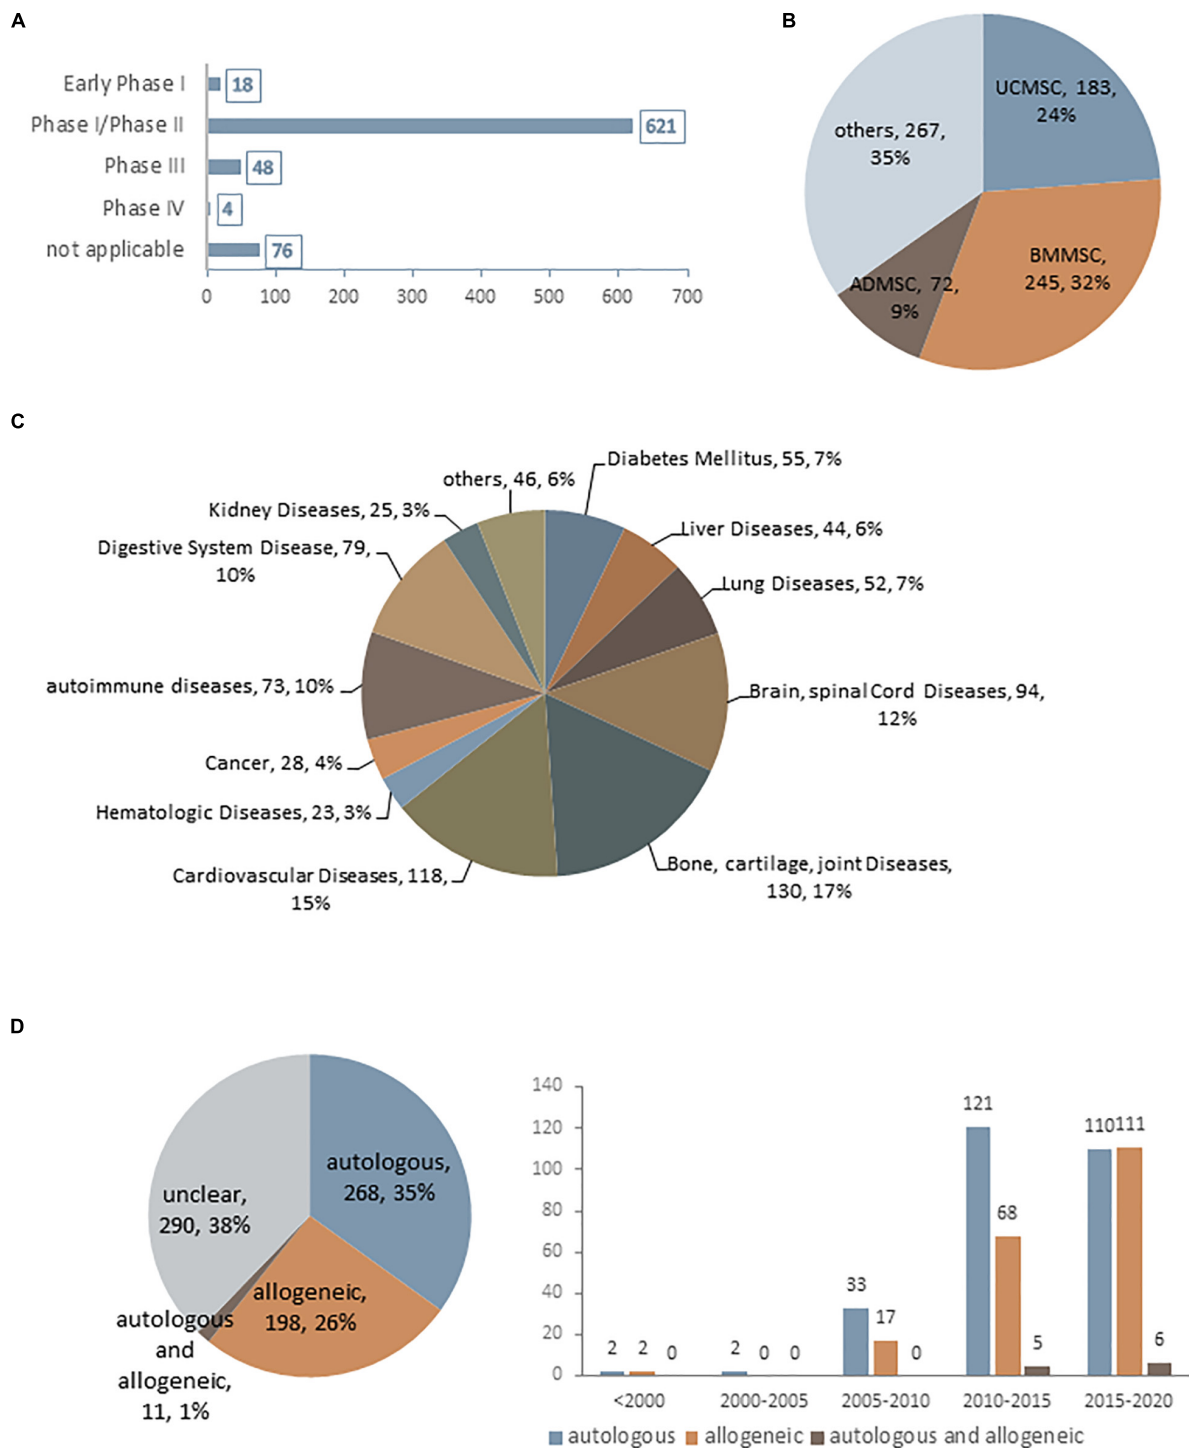 A
Early Phase I
18
Phase I/Phase II
621
Phase III
48
Phase IV
4
not applicable
76
0 100 200 300 400 500 600 700
B
UCMSC, 183,
24%
BMMSC,
245, 32%
ADMSC, 72,
9%
others, 267,
35%
C
Diabetes Mellitus, 55, 7%
Liver Diseases, 44, 6%
Lung Diseases, 52, 7%
Brain, spinal Cord Diseases, 94,
12%
Bone, cartilage, joint Diseases,
130, 17%
Cardiovascular Diseases, 118,
15%
Hematologic Diseases, 23, 3%
Cancer, 28, 4%
autoimmune diseases, 73, 10%
Digestive System Disease, 79,
10%
Kidney Diseases, 25, 3%
others, 46, 6%
D
autologous,
268, 35%
allogeneic,
198, 26%
autologous
and
allogeneic,
11, 1%
unclear,
290, 38%
140
120
100
80
60
40
20
0
2 2 0
2 0 0
33 17 0
121 68 5
110 111 6
<2000 2000-2005 2005-2010 2010-2015 2015-2020
autologous allogeneic autologous and allogeneic